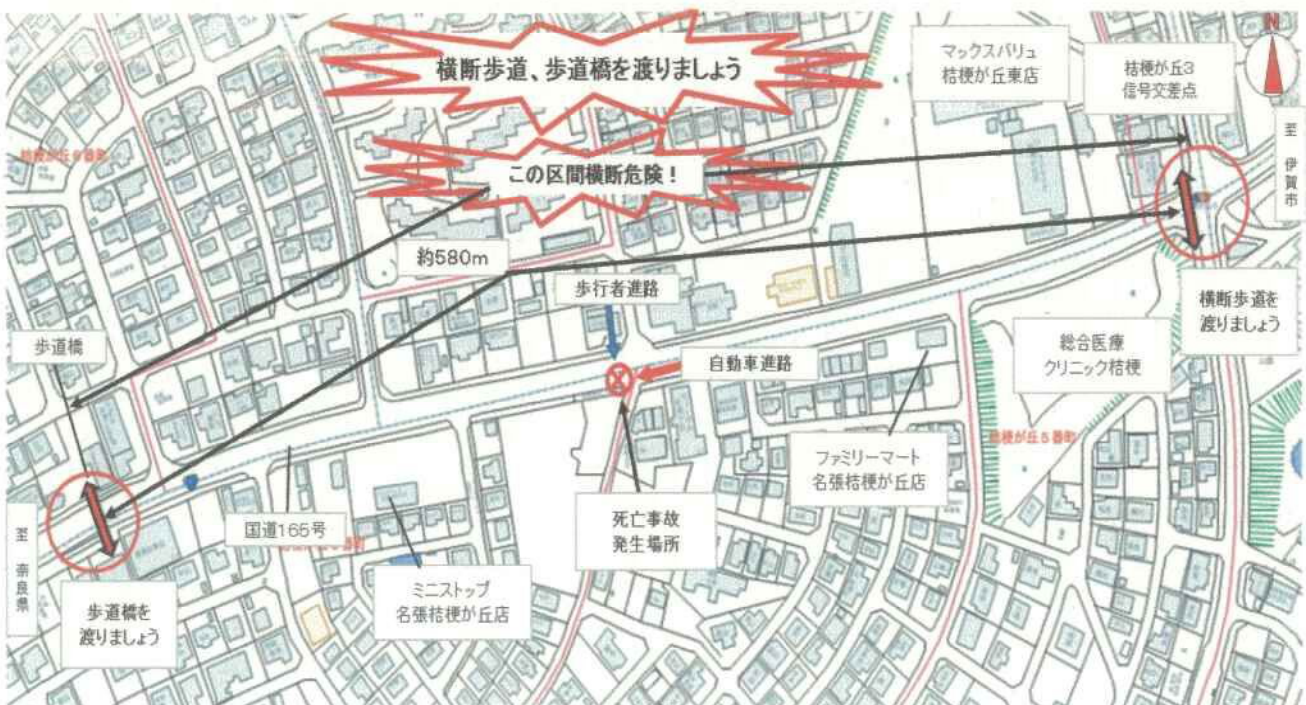 横断歩道、歩道橋を渡りましょう
マックスバリュ
桔梗が丘東店
桔梗が丘3
信号交差点
N
至 伊賀市
この区間横断危険!
約580m
歩行者進路
歩道橋
自動車進路
横断歩道を
渡りましょう
総合医療
クリニック桔梗
桔梗が丘5番町
ファミリーマート
名張桔梗が丘店
国道165号
死亡事故
発生場所
至 奈良県
ミニストップ
名張桔梗が丘店
歩道橋を
渡りましょう